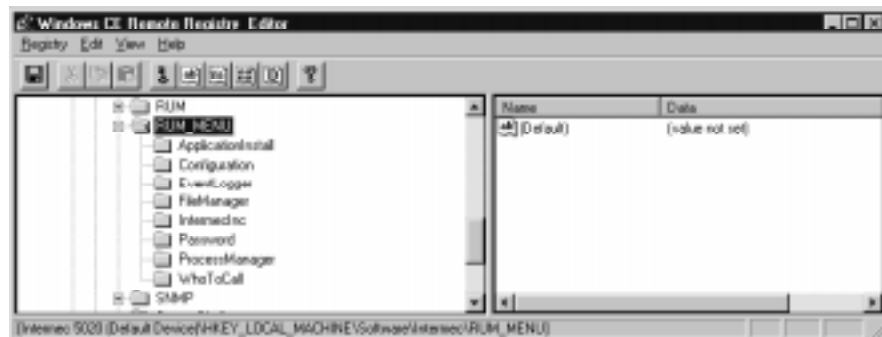 Windows CE Remote Registry Editor
Registry Edit View Help
RUM
RUM_MENU
ApplicationInstall
Configuration
EventLogger
FileManager
IntermecInc
Password
ProcessManager
WhoToCall
SNMP
Name Data
(Default) (value not set)
(Intermec 5020 (Default Device)\HKEY_LOCAL_MACHINE\Software\Intermec\RUM_MENU)